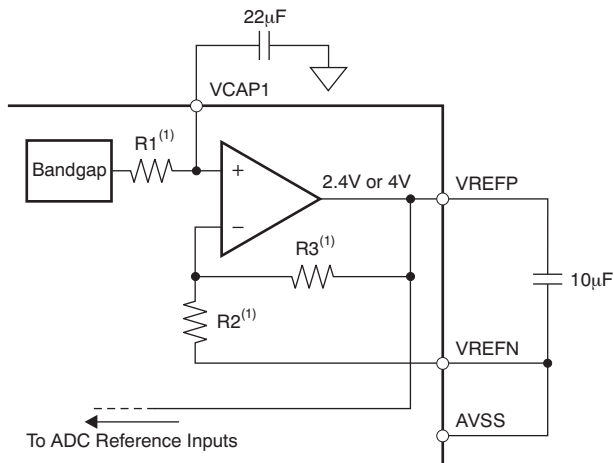 22μF
VCAP1
R1(1)
Bandgap
+
2.4V or 4V
VREFP
−
R3(1)
10μF
R2(1)
VREFN
AVSS
To ADC Reference Inputs